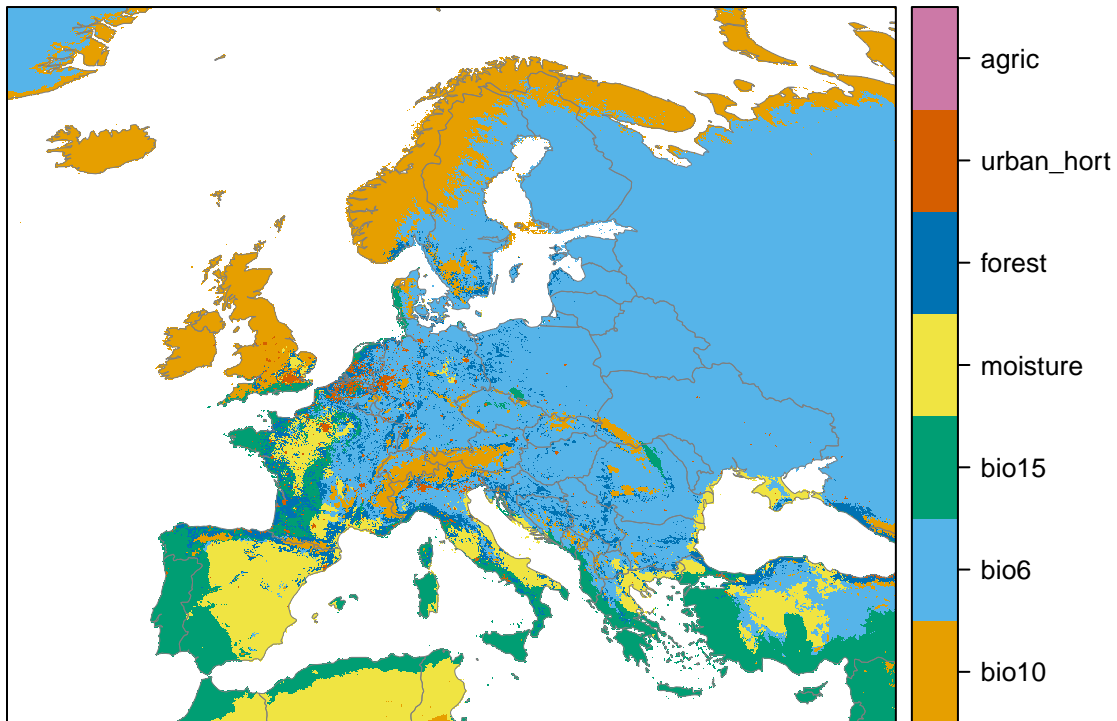 agric
urban_hort
forest
moisture
bio15
bio6
bio10